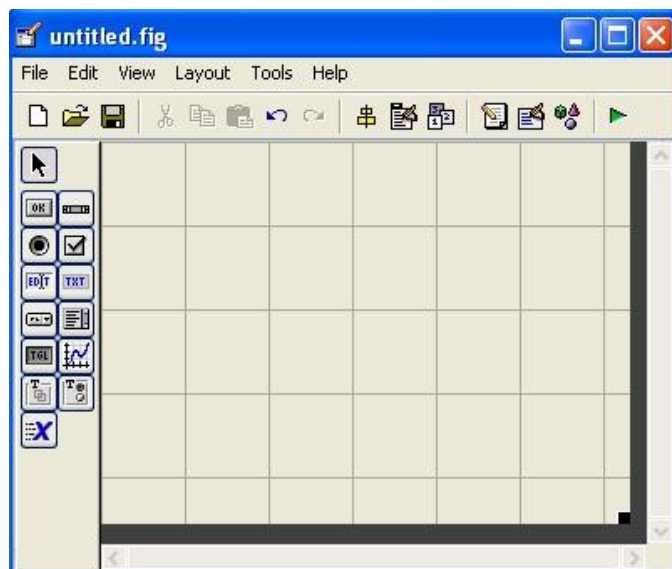 untitled.fig
File Edit View Layout Tools Help
OK
EDIT TXT
TGL
T T
X